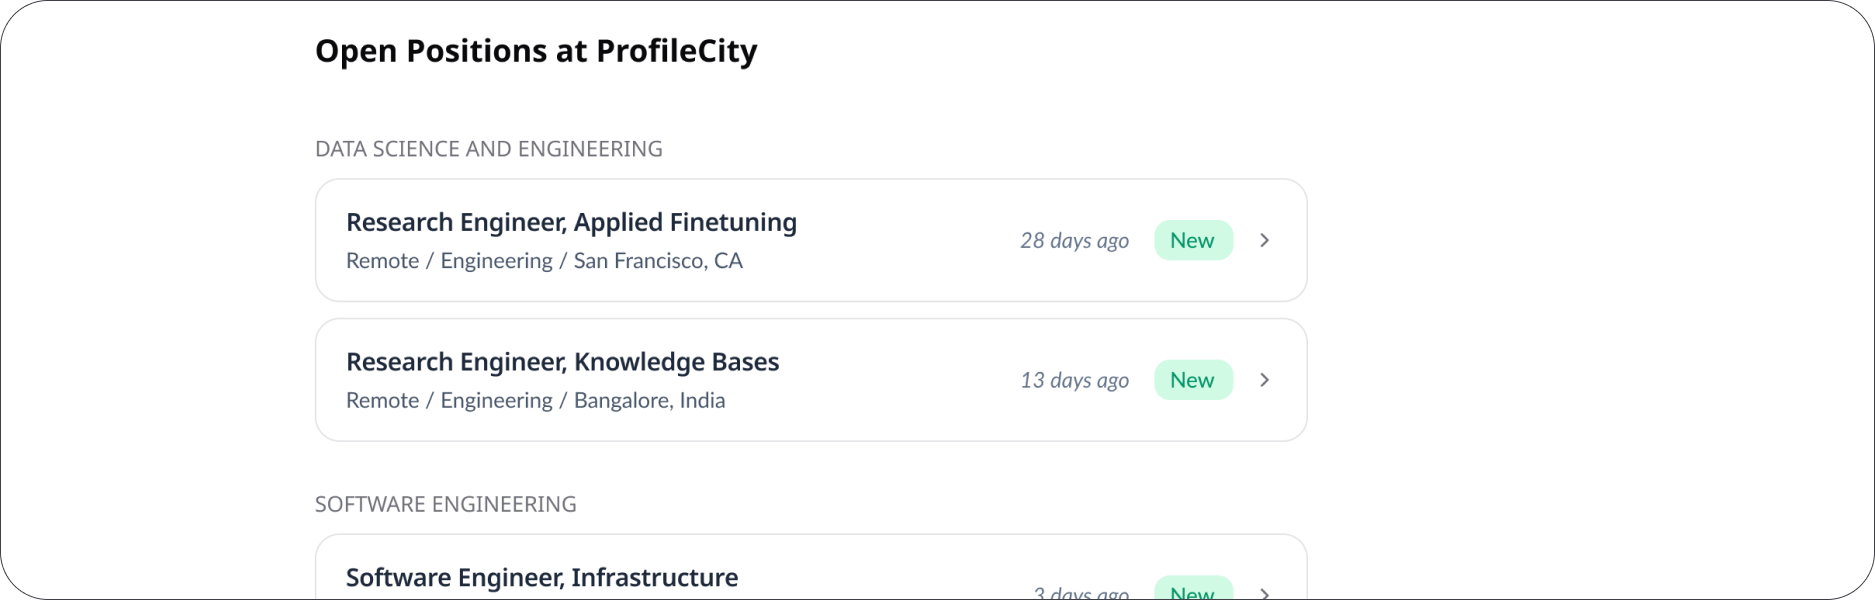 Open Positions at ProfileCity
DATA SCIENCE AND ENGINEERING
Research Engineer, Applied Finetuning
Remote / Engineering / San Francisco, CA
28 days ago
New
Research Engineer, Knowledge Bases
Remote / Engineering / Bangalore, India
13 days ago
New
SOFTWARE ENGINEERING
Software Engineer, Infrastructure
3 days ago
New